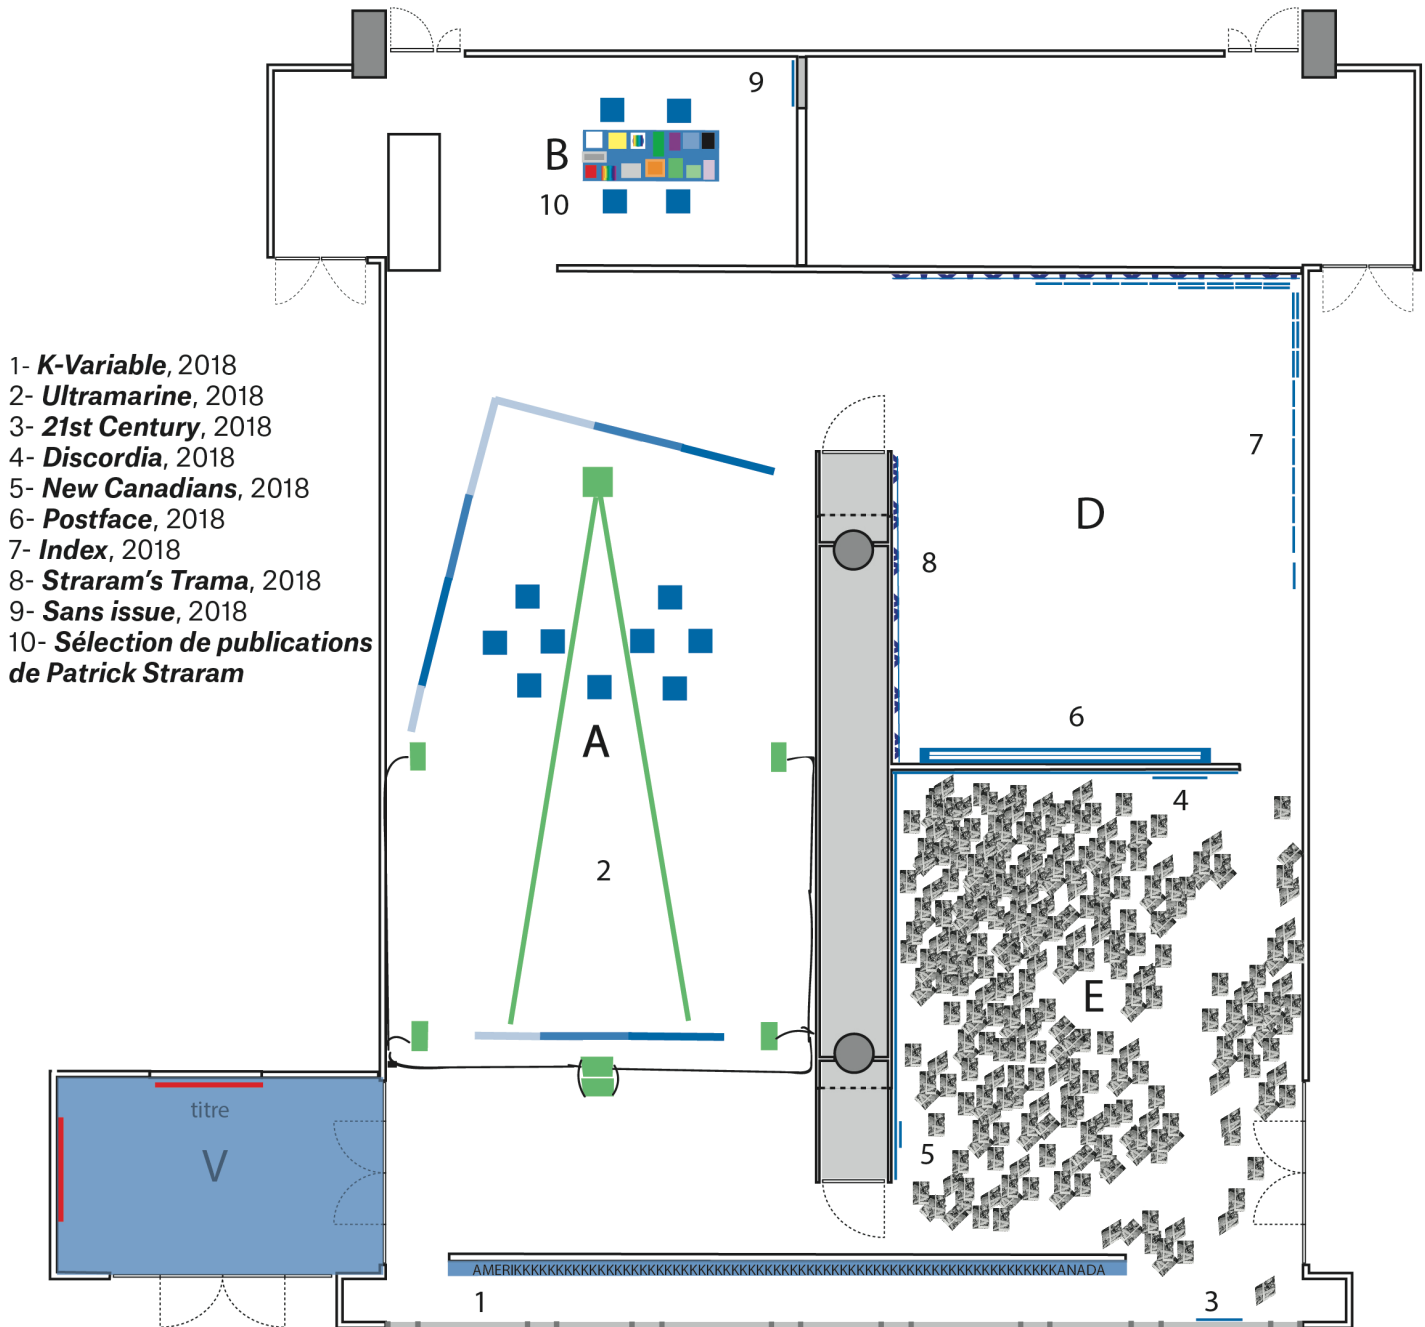 9
B
10
1- K-Variable, 2018
2- Ultramarine, 2018
3- 21st Century, 2018
4- Discordia, 2018
5- New Canadians, 2018
6- Postface, 2018
7- Index, 2018
8- Straram's Trama, 2018
9- Sans issue, 2018
10- Sélection de publications
de Patrick Straram
7
D
8
6
A
4
2
E
titre
V
5
AMERIKKKKKKKKKKKKKKKKKKKKKKKKKKKKKKKKKKKKKKKKKKKKKKKKKKKKKKKKKKKKKKKKKKKKANADA
1
3